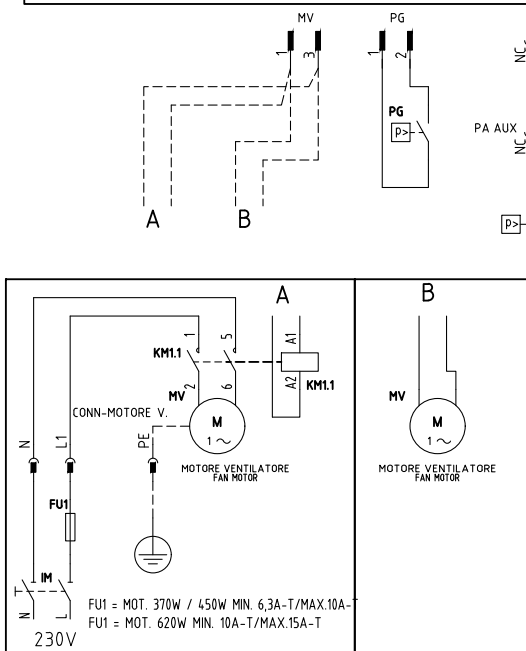 MV PG
1 3 1 2
NC
PG
p>
PA AUX
NC
A B
p>
A B
1 5 A1
KM1.1
2 6 A2 KM1.1
MV MV
CONN-MOTORE V.
M
1 ~
M
1 ~
N L1 PE
MOTORE VENTILATORE
FAN MOTOR
MOTORE VENTILATORE
FAN MOTOR
FU1
IM
N L
FU1 = MOT. 370W / 450W MIN. 6,3A-T/MAX.10A-T
FU1 = MOT. 620W MIN. 10A-T/MAX.15A-T
230V